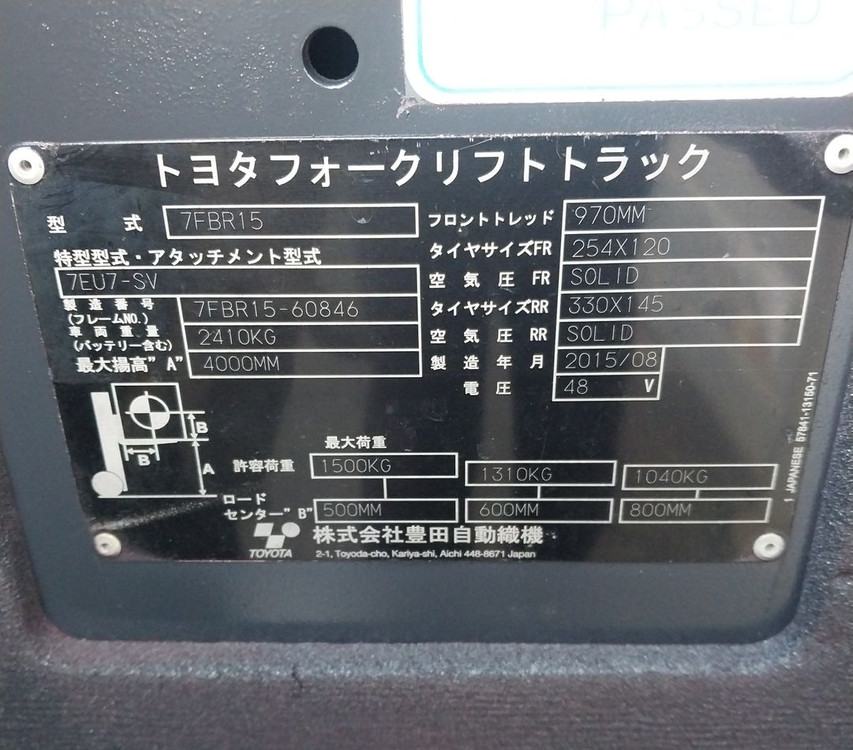 PASSED
トヨタフォークリフトトラック
型 式 7FBR15
特型型式・アタッチメント型式
7EU7-SV
製造番号
(フレームNO.) 7FBR15-60846
車両重量
(バッテリー含む) 2410KG
最大揚高"A" 4000MM
フロントトレッド 970MM
タイヤサイズFR 254X120
空気圧 FR SOLID
タイヤサイズRR 330X145
空気圧 RR SOLID
製造年月 2015/08
電圧 48 V
B
B
A
最大荷重
許容荷重 1500KG 1310KG 1040KG
ロード
センター"B" 500MM 600MM 800MM
TOYOTA
株式会社豊田自動織機
2-1, Toyoda-cho, Kariya-shi, Aichi 448-8671 Japan
1 JAPANESE 57841-13150-71